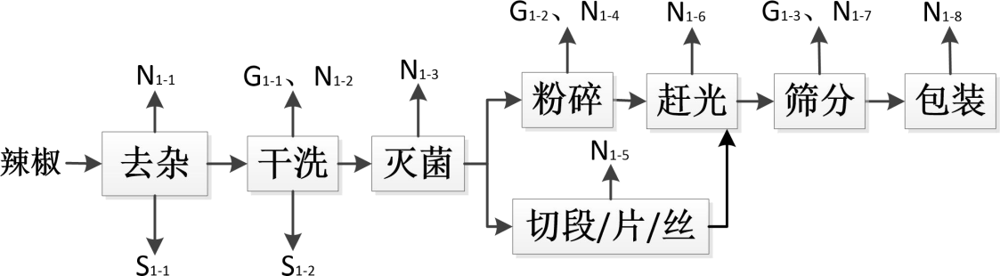 G1-2、N1-4
N1-6
G1-3、N1-7
N1-8
N1-1
G1-1、N1-2
N1-3
粉碎
赶光
筛分
包装
辣椒
去杂
干洗
灭菌
N1-5
切段/片/丝
S1-1
S1-2